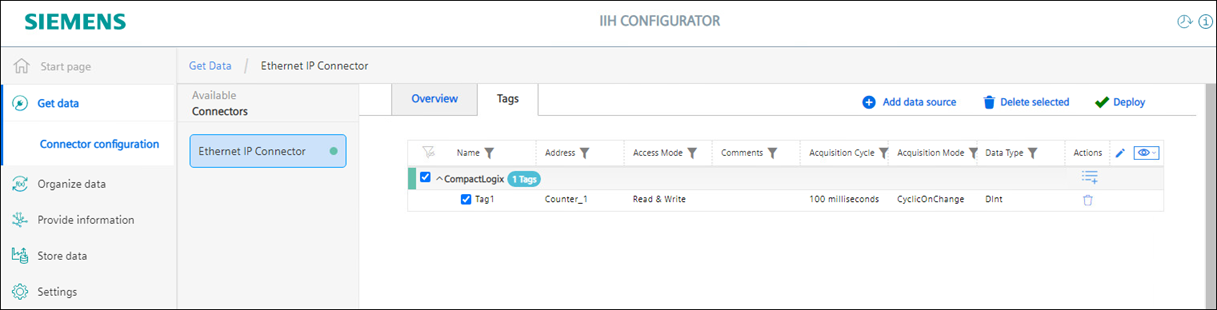 SIEMENS
IIH CONFIGURATOR
Start page
Get data
Connector configuration
Organize data
Provide information
Store data
Settings
Get Data / Ethernet IP Connector
Available
Connectors
Ethernet IP Connector
Overview
Tags
Add data source
Delete selected
Deploy
Name Address Access Mode Comments Acquisition Cycle Acquisition Mode Data Type Actions
CompactLogix 1 Tags
Tag1 Counter_1 Read & Write 100 milliseconds CyclicOnChange DInt